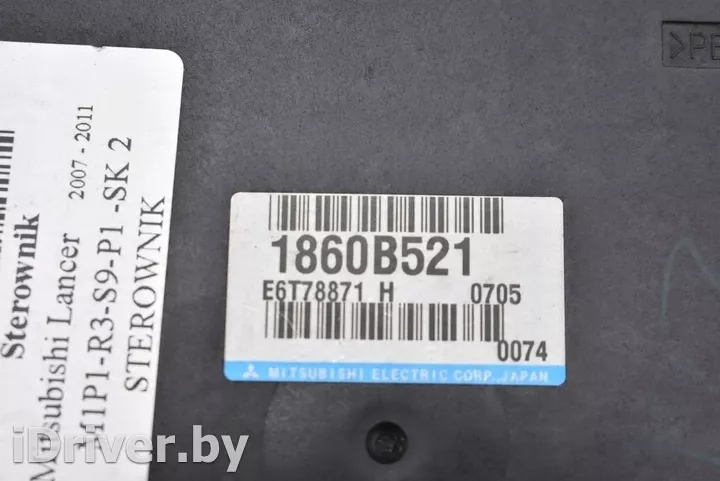 Sterownik
Mitsubishi Lancer 2007 - 2011
M1P1-R3-S9-P1 -SK 2
STEROWNIK
1860B521
E6T78871 H 0705
0074
MITSUBISHI ELECTRIC CORP., JAPAN
iDriver.by